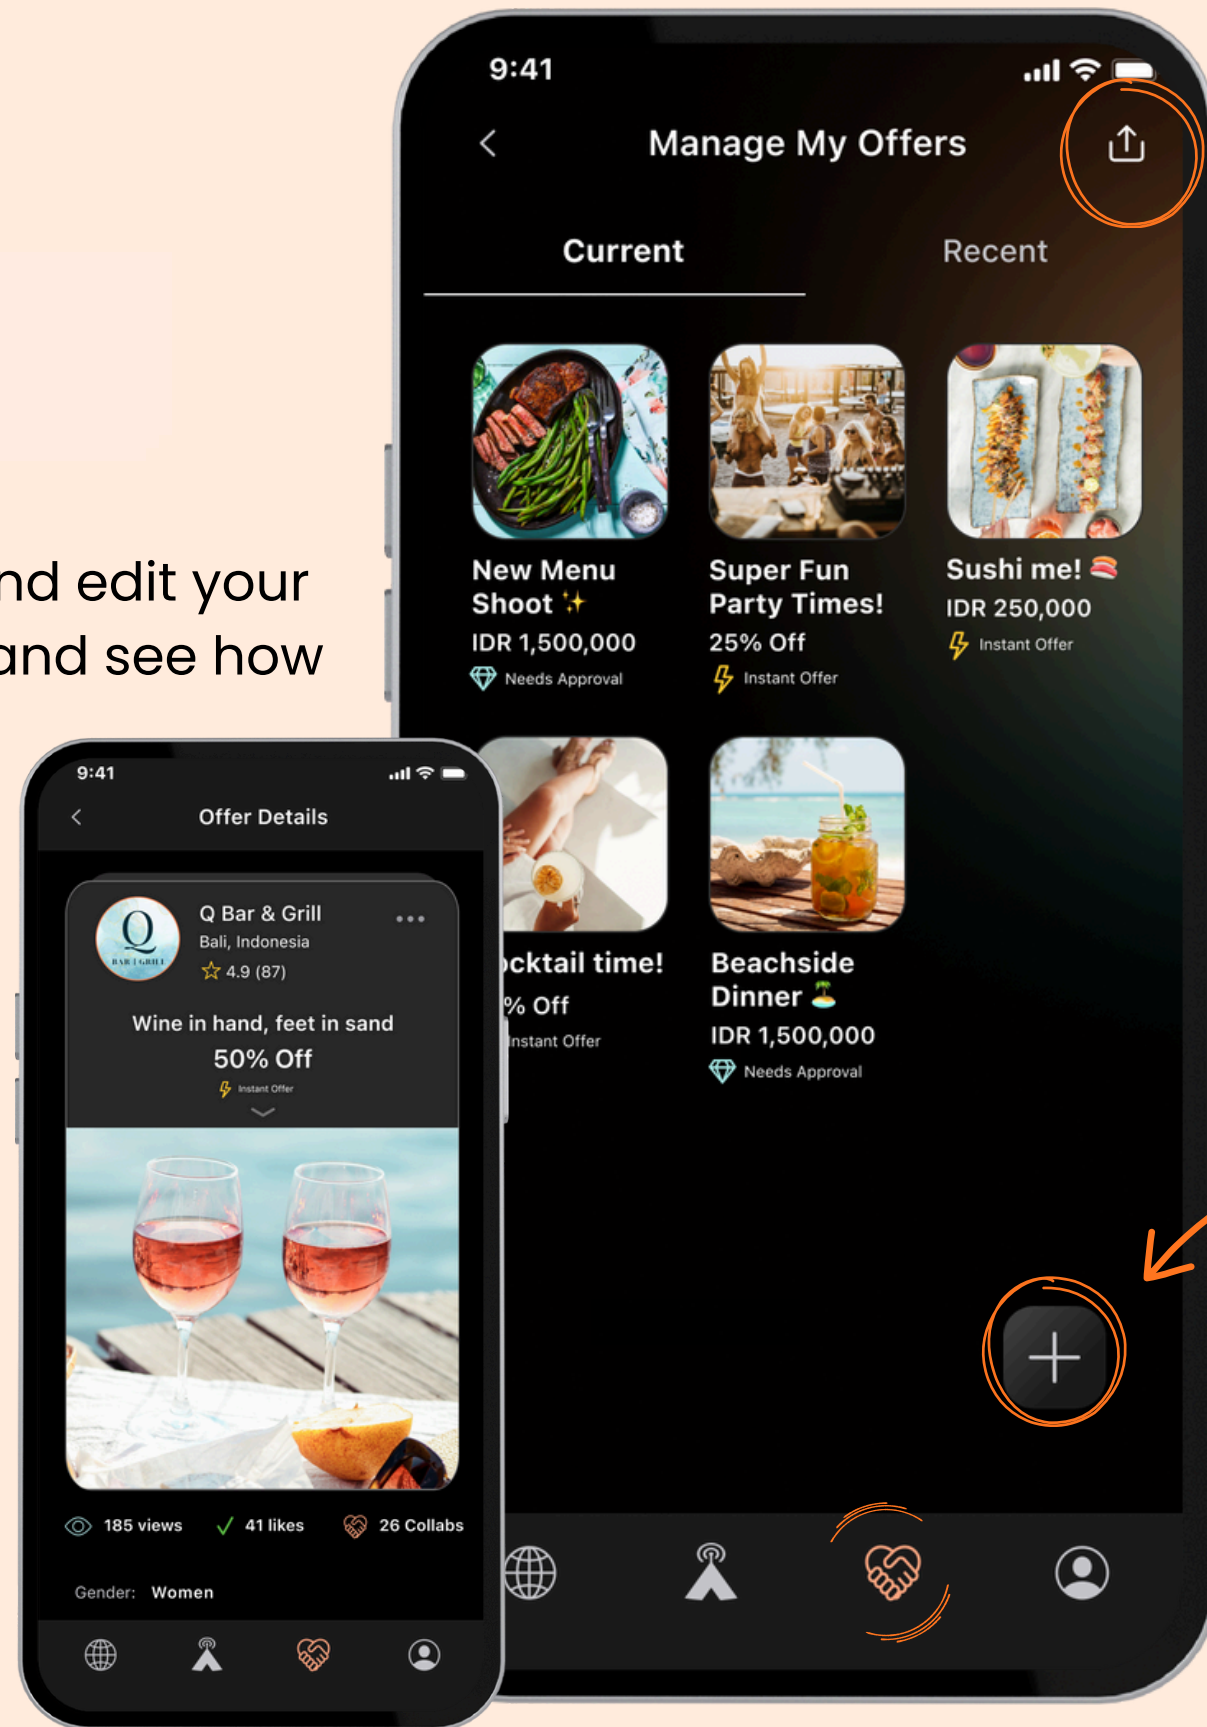 9:41
Manage My Offers
Current
Recent
New Menu
Shoot ✨
IDR 1,500,000
Needs Approval
Super Fun
Party Times!
25% Off
Instant Offer
Sushi me! 🍣
IDR 250,000
Instant Offer
nd edit your
and see how
cktail time!
% Off
Instant Offer
Beachside
Dinner 🏝️
IDR 1,500,000
Needs Approval
9:41
Offer Details
Q
BAR & GRILL
Q Bar & Grill
Bali, Indonesia
4.9 (87)
Wine in hand, feet in sand
50% Off
Instant Offer
185 views
41 likes
26 Collabs
Gender: Women